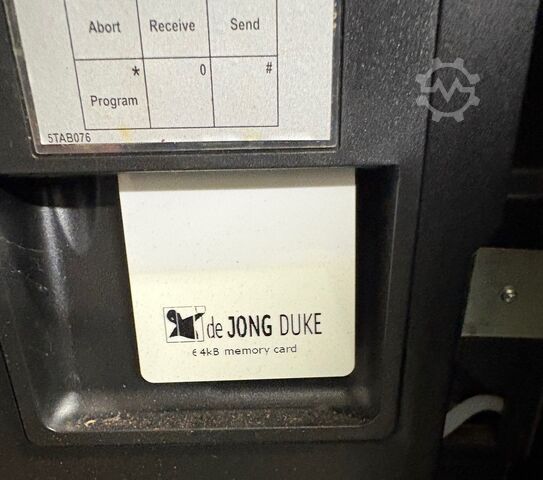 Abort Receive Send
* 0 #
Program
5TAB076
de JONG DUKE
64kB memory card